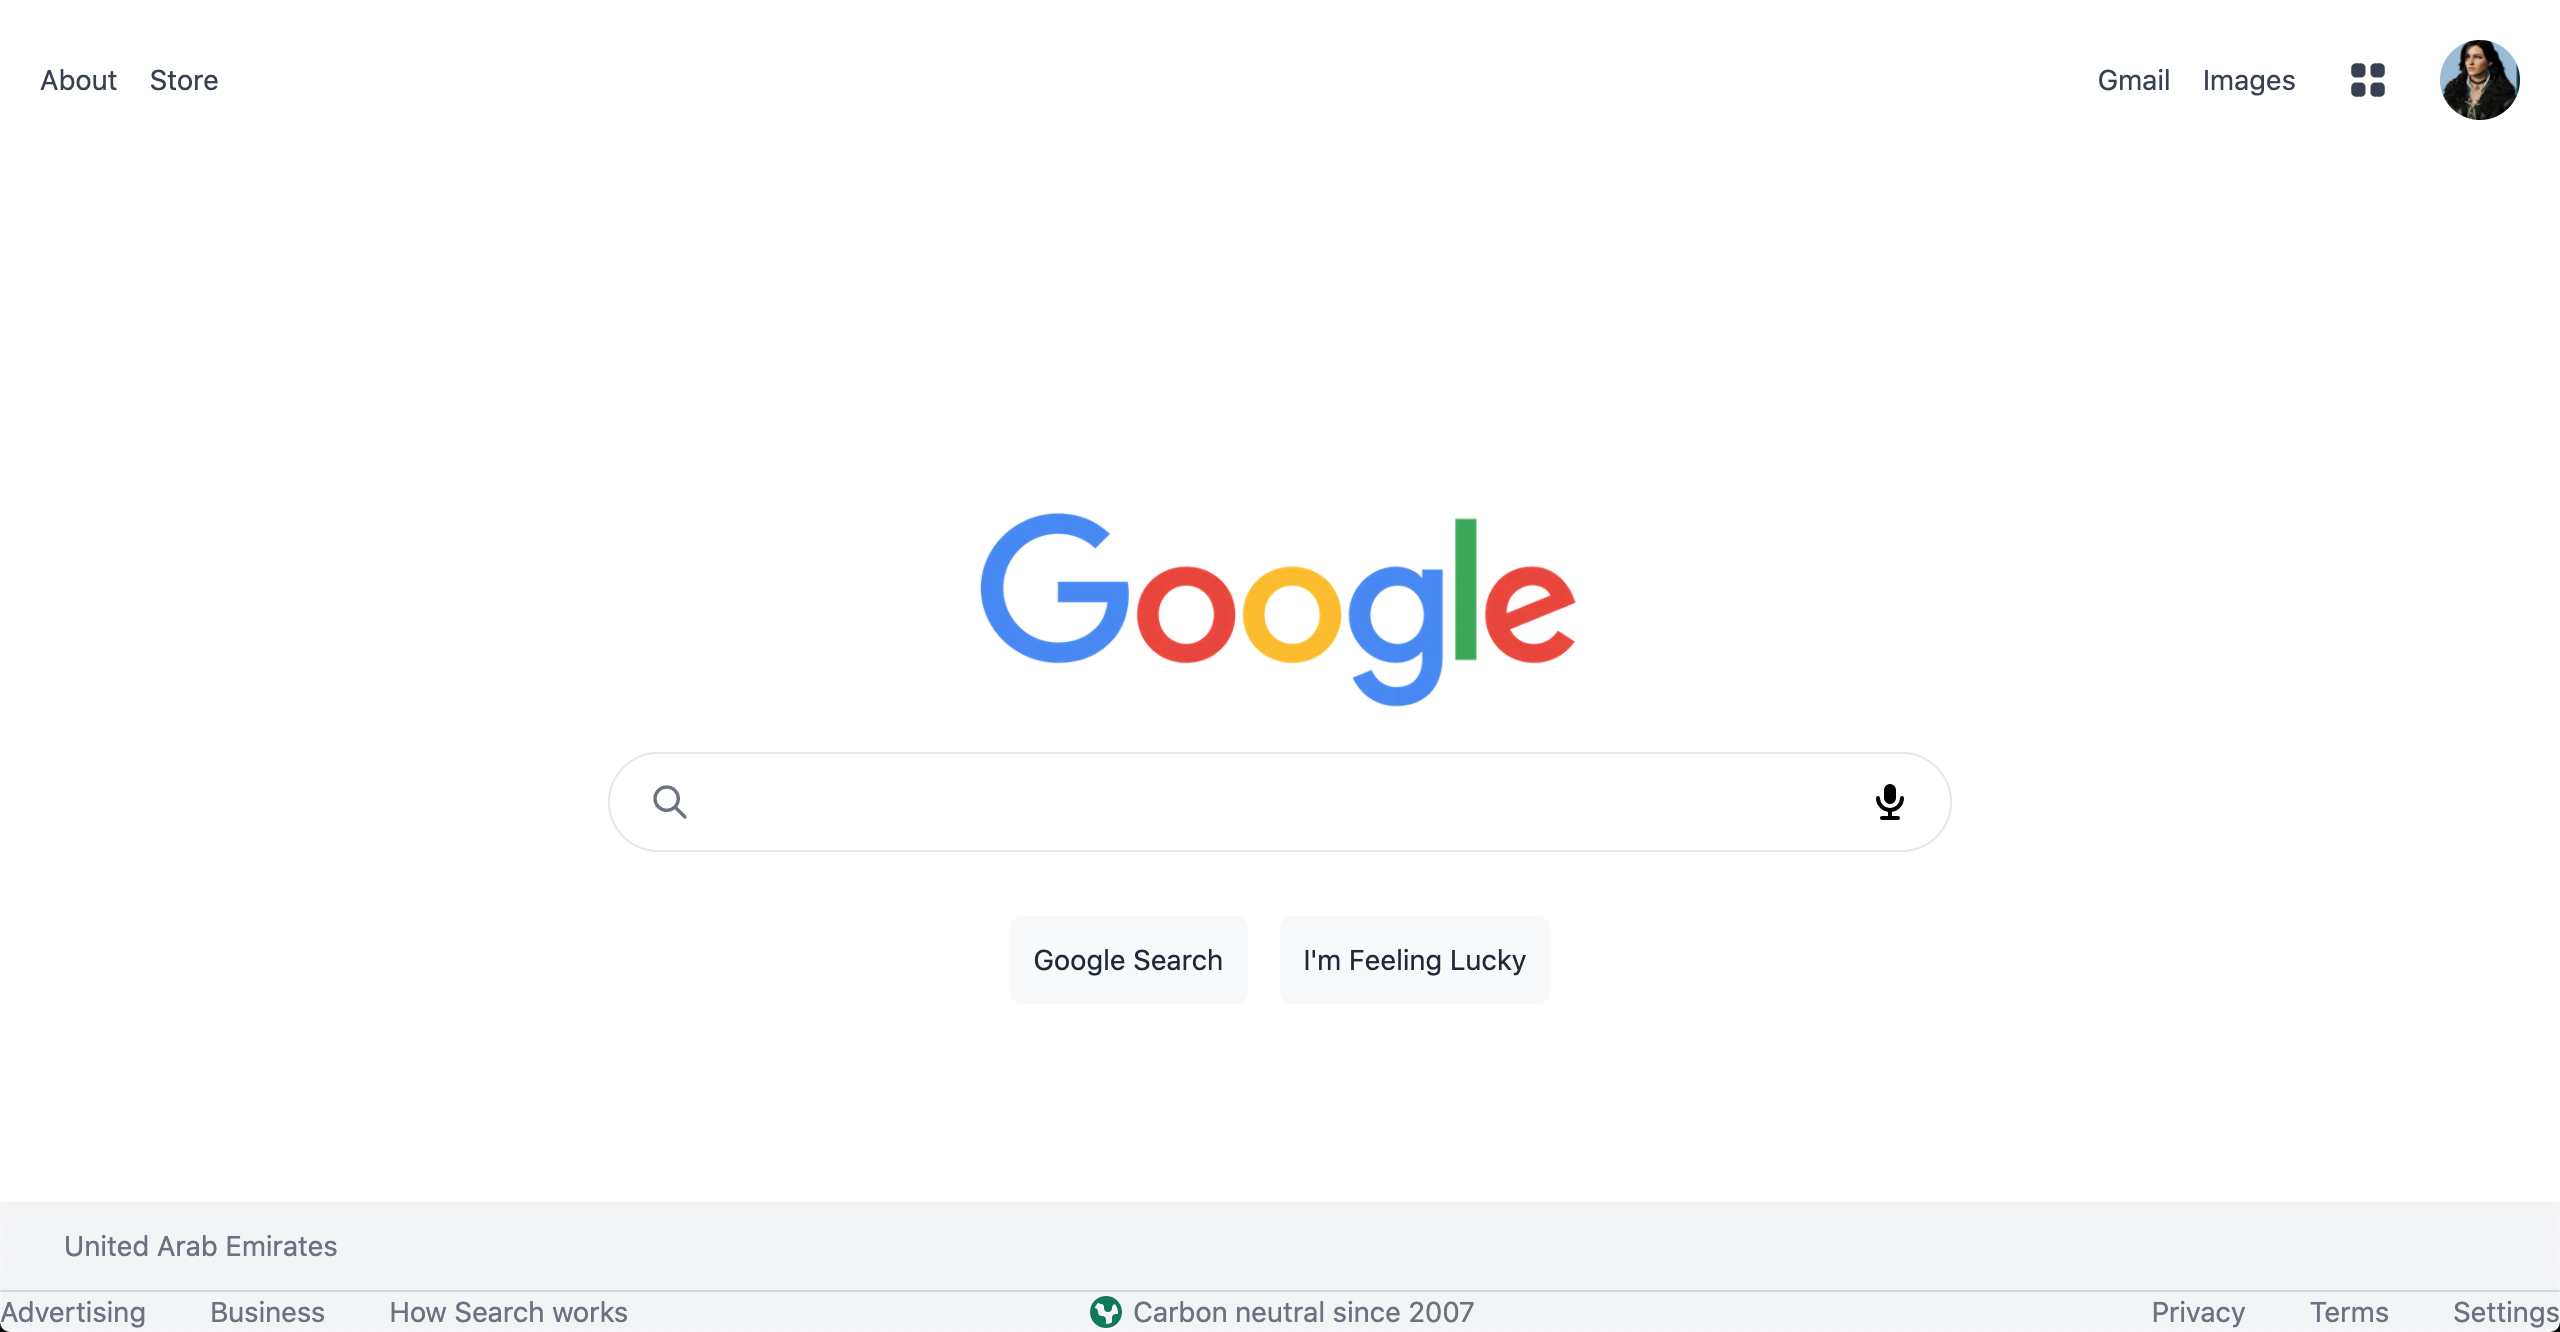 About Store Gmail Images
Google
Google Search I'm Feeling Lucky
United Arab Emirates
Advertising Business How Search works Carbon neutral since 2007 Privacy Terms Settings